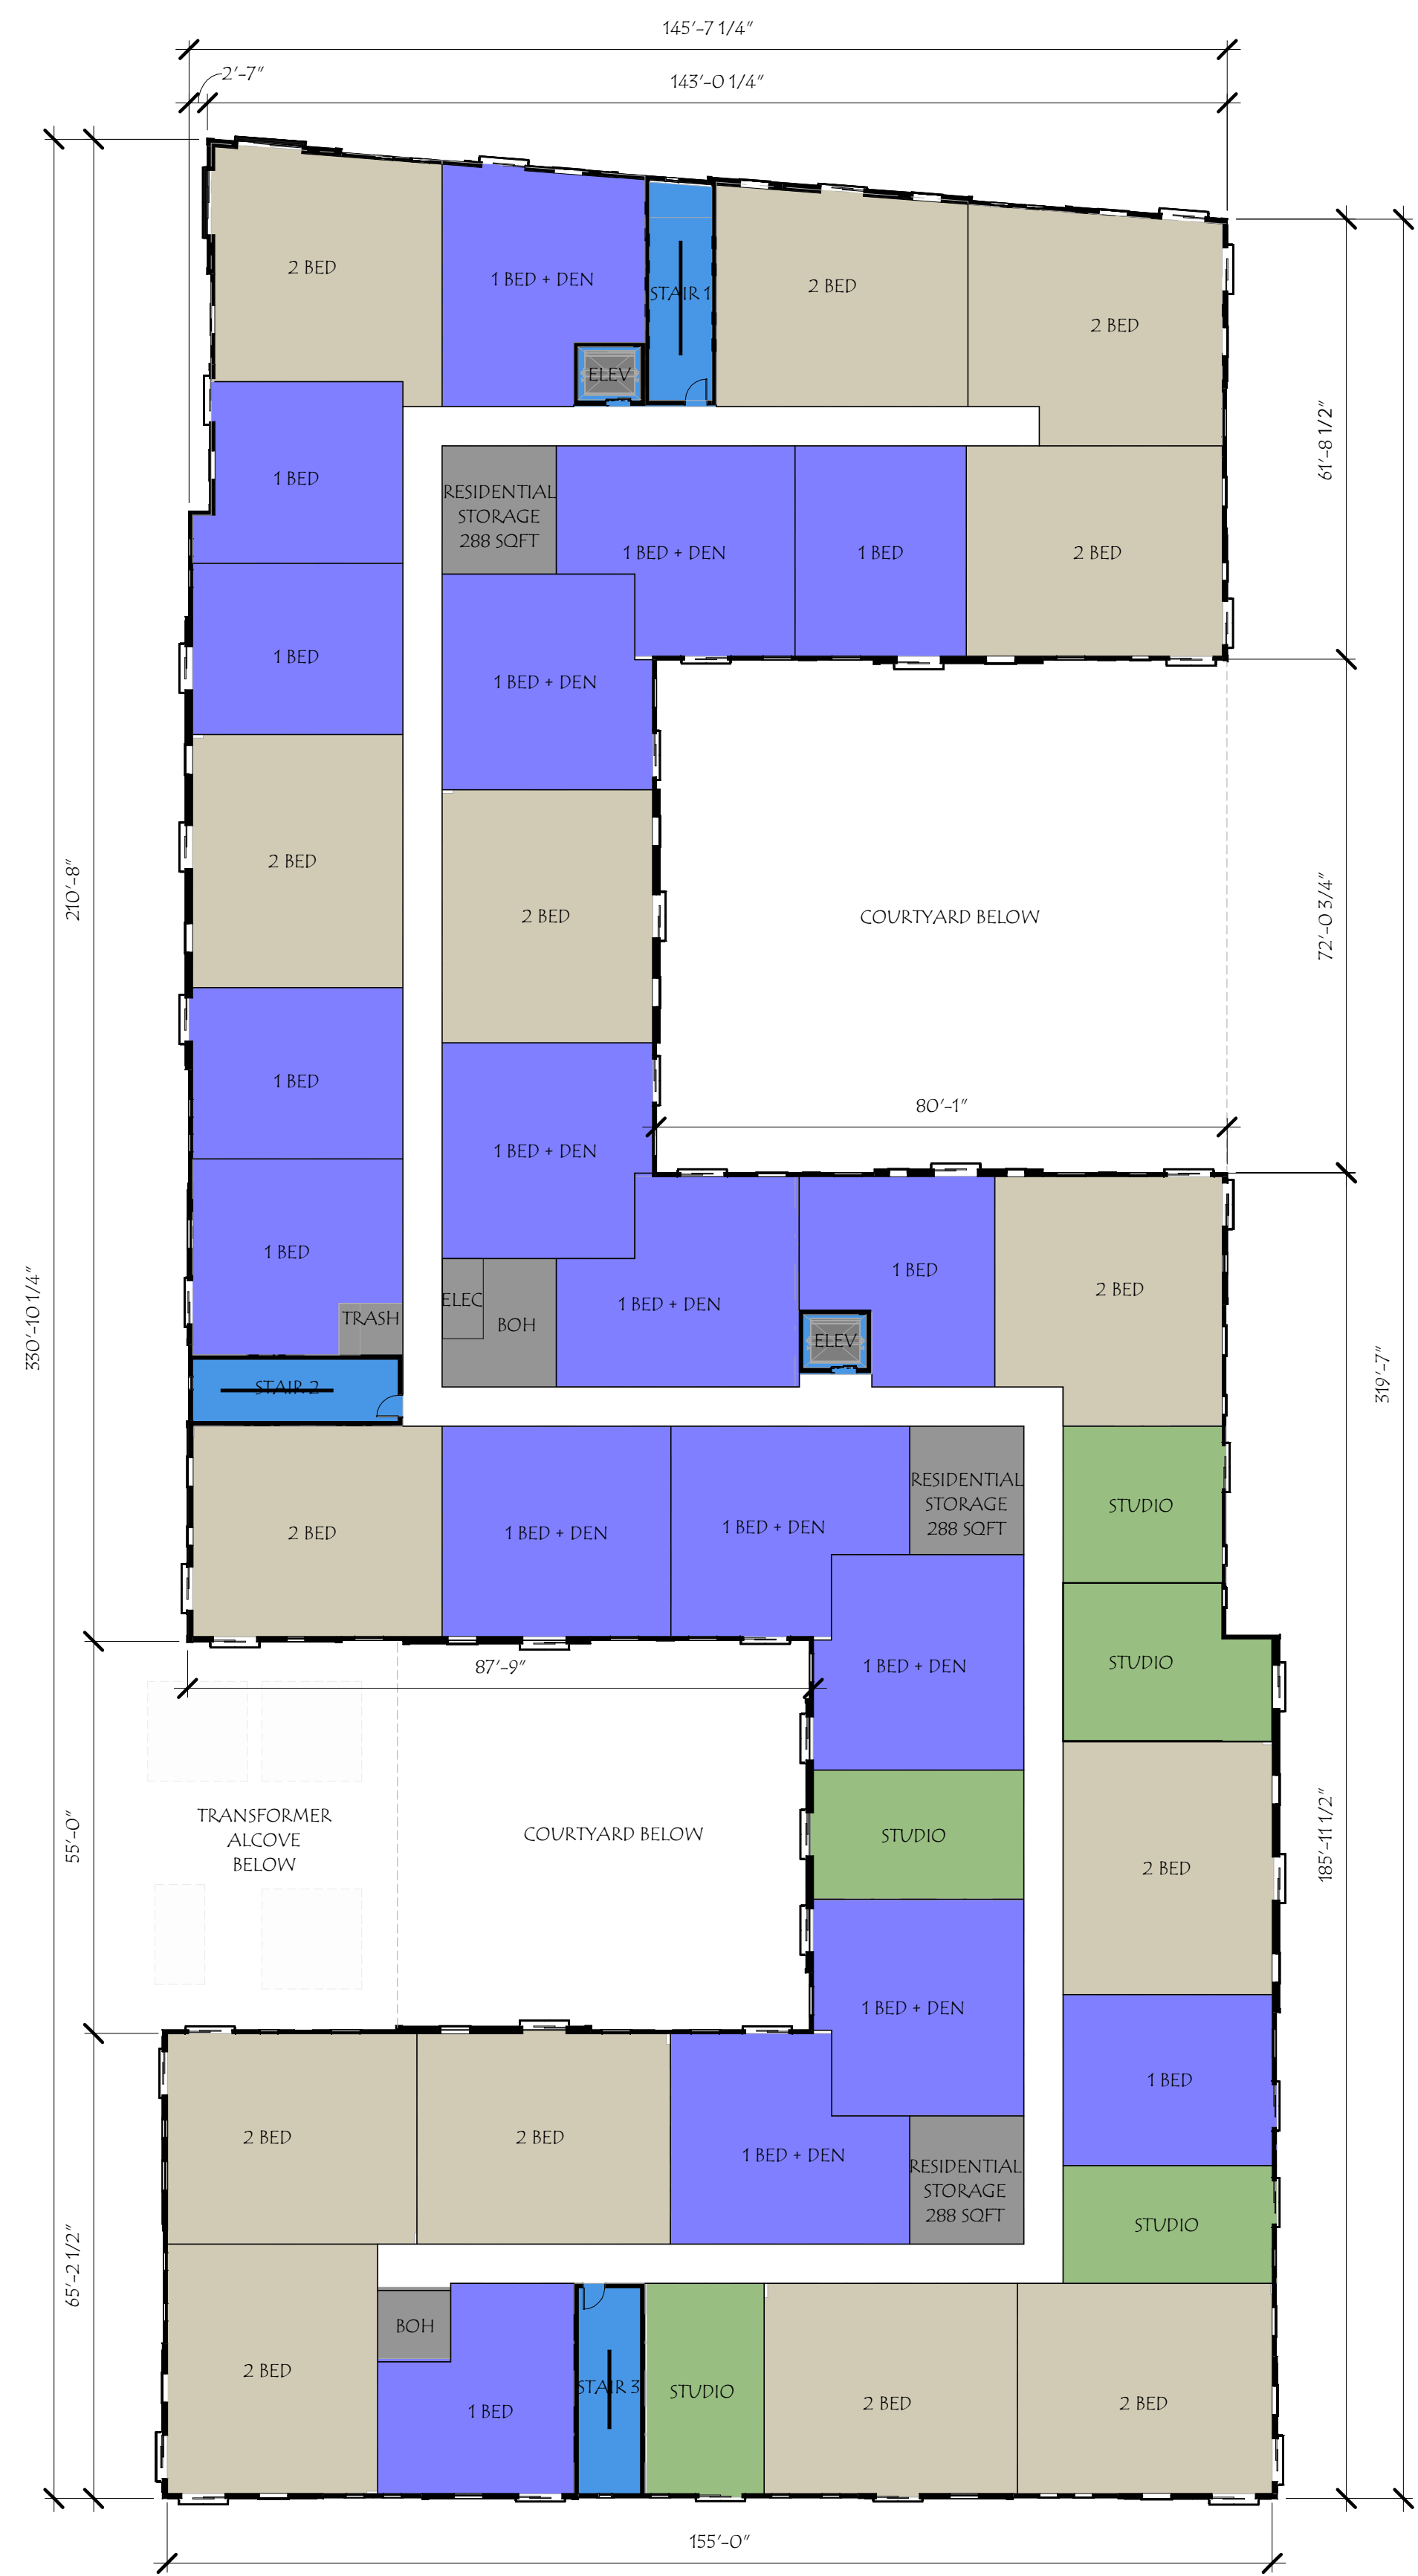 145'-7 1/4"
2'-7"
143'-0 1/4"
2 BED
1 BED + DEN
STAIR 1
2 BED
2 BED
ELEV
61'-8 1/2"
1 BED
RESIDENTIAL
STORAGE
288 SQFT
1 BED + DEN
1 BED
2 BED
1 BED
1 BED + DEN
2 BED
210'-8"
2 BED
COURTYARD BELOW
72'-0 3/4"
1 BED
80'-1"
1 BED + DEN
1 BED
ELEC
BOH
1 BED + DEN
1 BED
2 BED
TRASH
ELEV
330'-10 1/4"
319'-7"
STAIR 2
2 BED
1 BED + DEN
1 BED + DEN
RESIDENTIAL
STORAGE
288 SQFT
STUDIO
87'-9"
1 BED + DEN
STUDIO
55'-0"
TRANSFORMER
ALCOVE
BELOW
COURTYARD BELOW
STUDIO
2 BED
185'-11 1/2"
1 BED + DEN
1 BED
2 BED
2 BED
1 BED + DEN
RESIDENTIAL
STORAGE
288 SQFT
STUDIO
65'-2 1/2"
BOH
2 BED
1 BED
STAIR 3
STUDIO
2 BED
2 BED
155'-0"